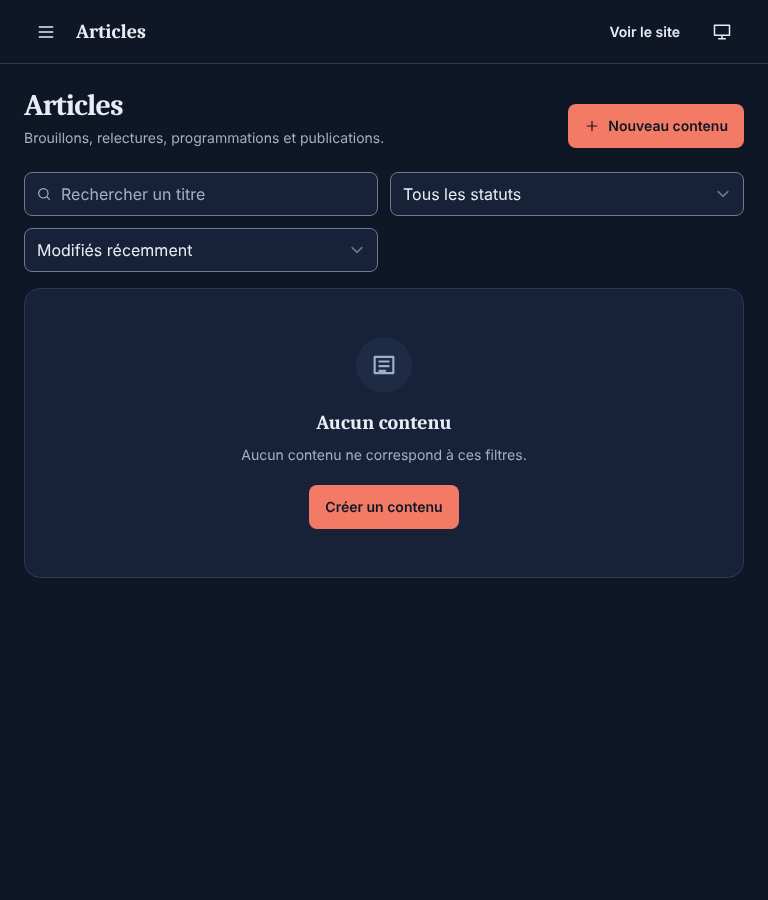 Articles
Voir le site
Articles
Brouillons, relectures, programmations et publications.
Nouveau contenu
Rechercher un titre
Tous les statuts
Modifiés récemment
Aucun contenu
Aucun contenu ne correspond à ces filtres.
Créer un contenu